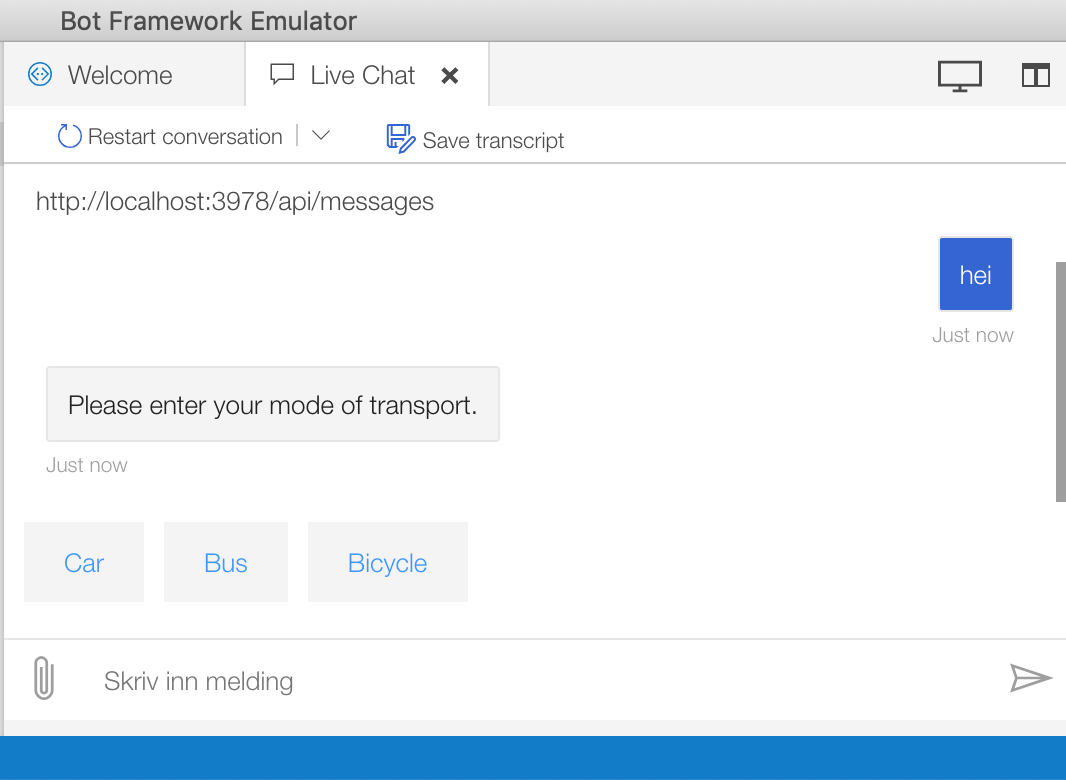 Bot Framework Emulator
Welcome
Live Chat
Restart conversation
Save transcript
http://localhost:3978/api/messages
hei
Just now
Please enter your mode of transport.
Just now
Car
Bus
Bicycle
Skriv inn melding